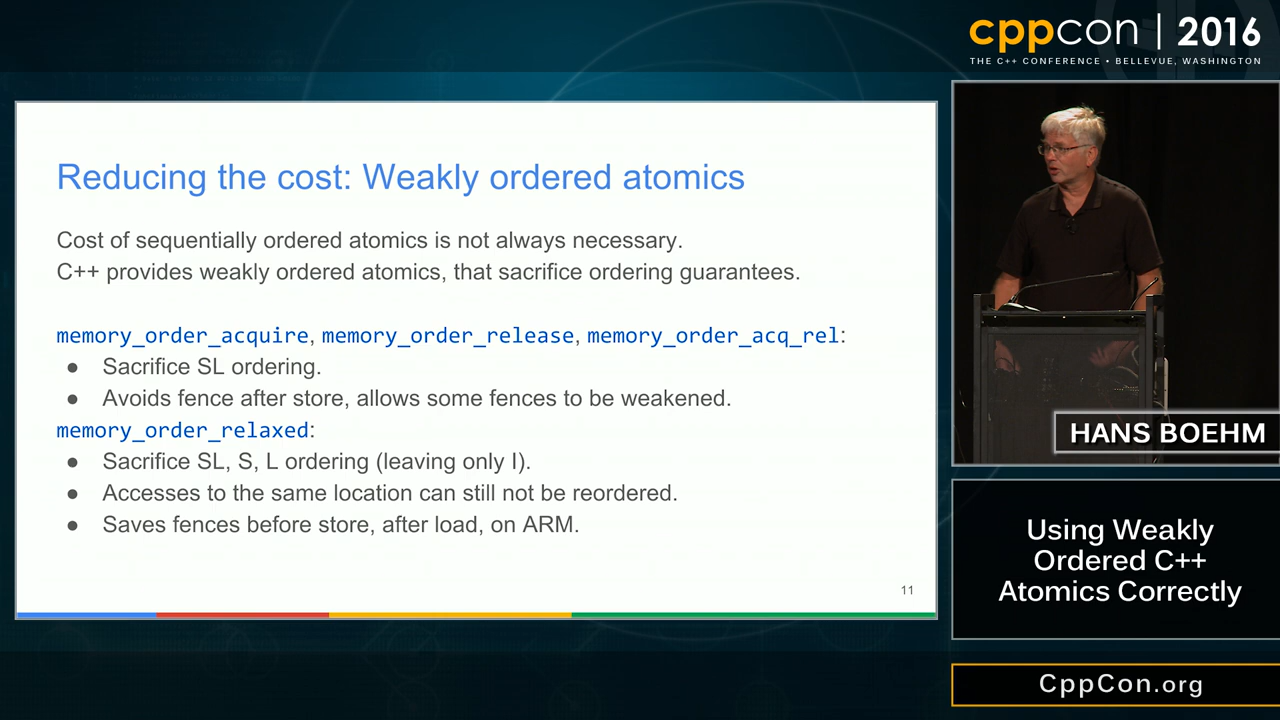 cppcon | 2016
THE C++ CONFERENCE • BELLEVUE, WASHINGTON
Reducing the cost: Weakly ordered atomics
Cost of sequentially ordered atomics is not always necessary.
C++ provides weakly ordered atomics, that sacrifice ordering guarantees.
memory_order_acquire, memory_order_release, memory_order_acq_rel:
● Sacrifice SL ordering.
● Avoids fence after store, allows some fences to be weakened.
memory_order_relaxed:
● Sacrifice SL, S, L ordering (leaving only I).
● Accesses to the same location can still not be reordered.
● Saves fences before store, after load, on ARM.
11
HANS BOEHM
Using Weakly
Ordered C++
Atomics Correctly
CppCon.org